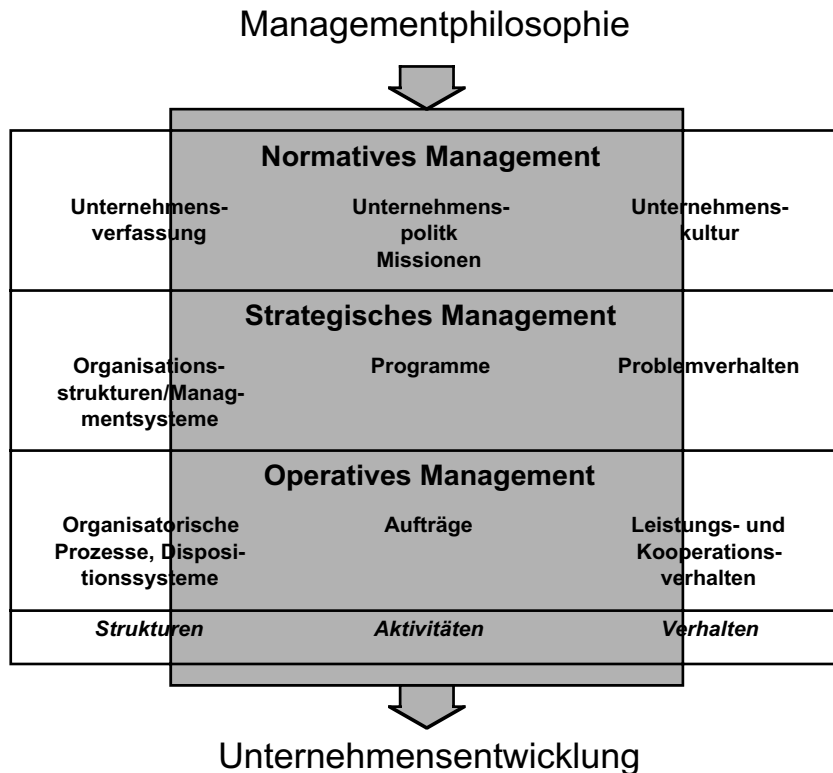 Managementphilosophie
Normatives Management
Unternehmens-
verfassung
Unternehmens-
politk
Missionen
Unternehmens-
kultur
Strategisches Management
Organisations-
strukturen/Manag-
mentsysteme
Programme
Problemverhalten
Operatives Management
Organisatorische
Prozesse, Disposi-
tionssysteme
Aufträge
Leistungs- und
Kooperations-
verhalten
Strukturen
Aktivitäten
Verhalten
Unternehmensentwicklung